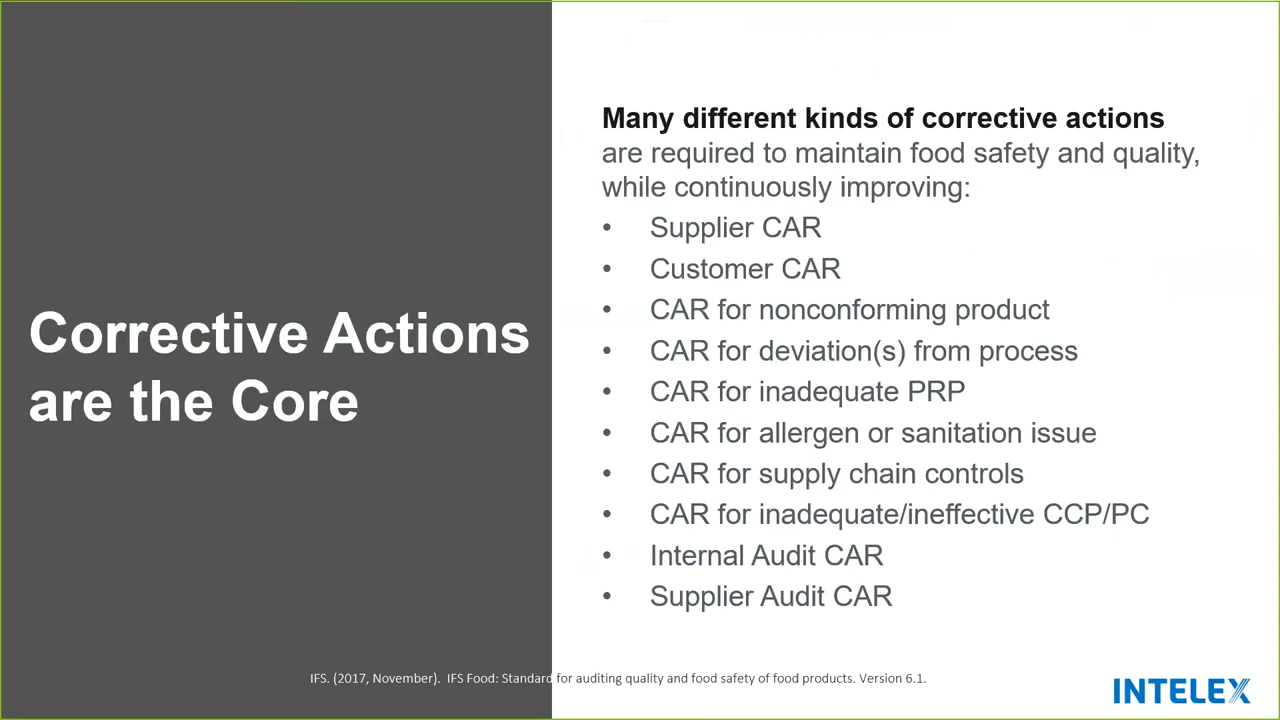 Corrective Actions
are the Core
Many different kinds of corrective actions
are required to maintain food safety and quality,
while continuously improving:
• Supplier CAR
• Customer CAR
• CAR for nonconforming product
• CAR for deviation(s) from process
• CAR for inadequate PRP
• CAR for allergen or sanitation issue
• CAR for supply chain controls
• CAR for inadequate/ineffective CCP/PC
• Internal Audit CAR
• Supplier Audit CAR
IFS. (2017, November). IFS Food: Standard for auditing quality and food safety of food products. Version 6.1.
INTELEX